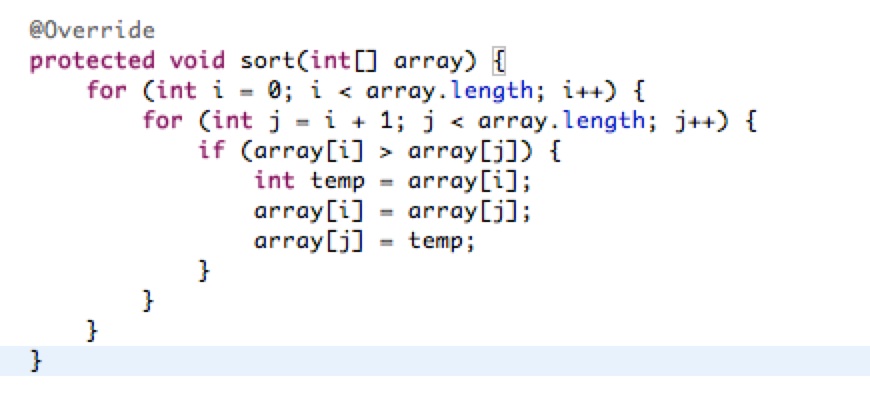 @Override
protected void sort(int[] array) {
    for (int i = 0; i < array.length; i++) {
        for (int j = i + 1; j < array.length; j++) {
            if (array[i] > array[j]) {
                int temp = array[i];
                array[i] = array[j];
                array[j] = temp;
            }
        }
    }
}